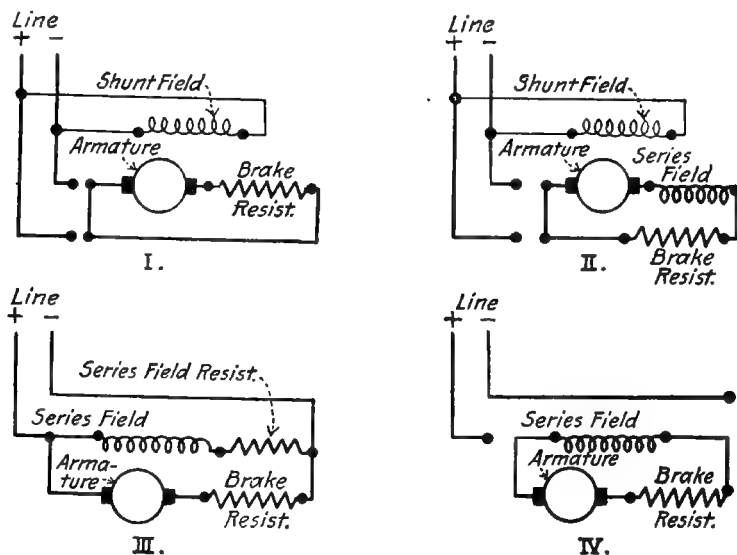 Line
+ -
Shunt Field
Armature
Brake
Resist.
I.
Line
+ -
Shunt Field
Armature
Series
Field
Brake
Resist.
II.
Line
+ -
Series Field Resist.
Series Field
Arma-
ture
Brake
Resist.
III.
Line
+ -
Series Field
Armature
Brake
Resist.
IV.